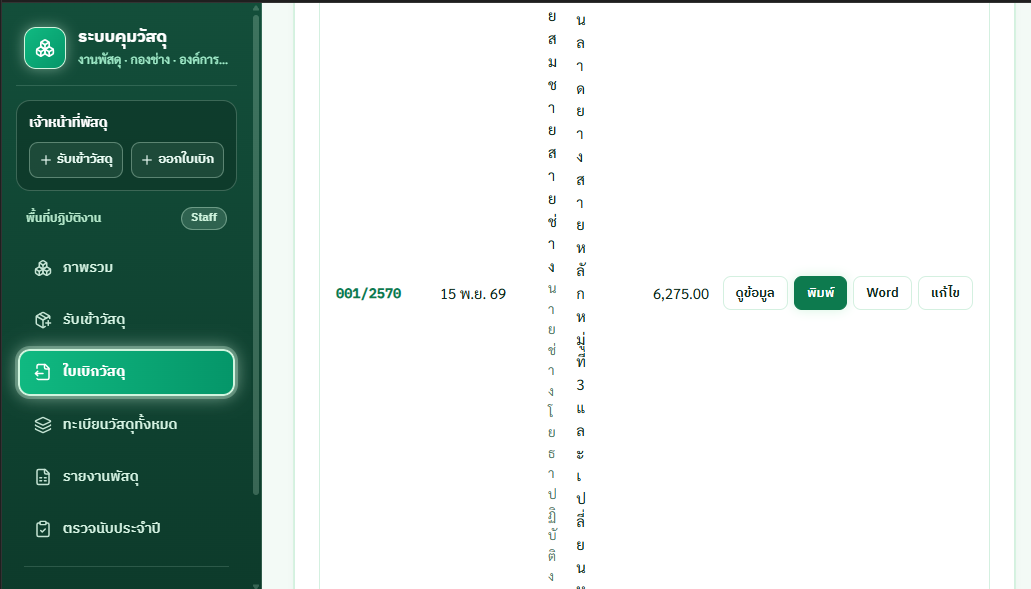 ระบบคุมวัสดุ
งานพัสดุ · กองช่าง · องค์การ...
เจ้าหน้าที่พัสดุ
+ รับเข้าวัสดุ
+ ออกใบเบิก
พื้นที่ปฏิบัติงาน
Staff
ภาพรวม
รับเข้าวัสดุ
ใบเบิกวัสดุ
ทะเบียนวัสดุทั้งหมด
รายงานพัสดุ
ตรวจนับประจำปี
001/2570
15 พ.ย. 69
ยสมชายสายช่าง
นายช่างโยธาปฏิบัติง
นลาดยางสายหลักหมู่ที่3และเปลี่ยน
6,275.00
ดูข้อมูล
พิมพ์
Word
แก้ไข